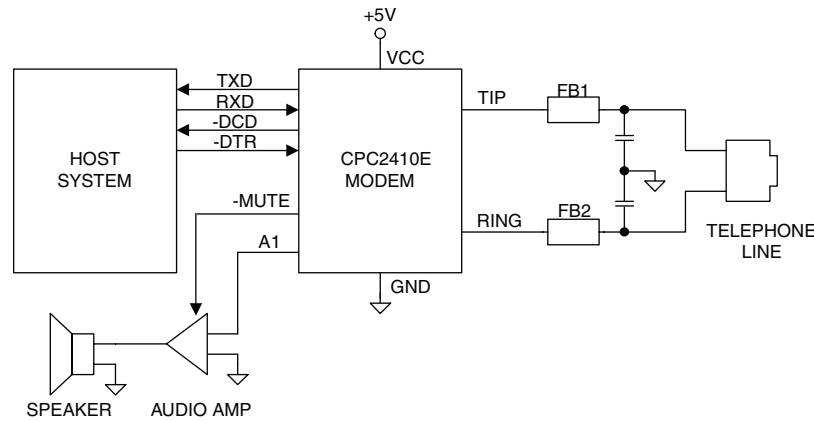 +5V
VCC
TXD
RXD
-DCD
-DTR
HOST
SYSTEM
CPC2410E
MODEM
-MUTE
A1
GND
TIP
FB1
RING
FB2
TELEPHONE
LINE
SPEAKER
AUDIO AMP